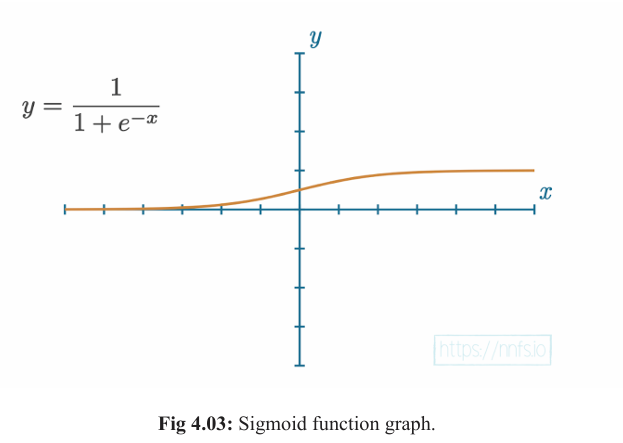 y
y = 1 / (1 + e^{-x})
x
https://nnfs.io
Fig 4.03: Sigmoid function graph.